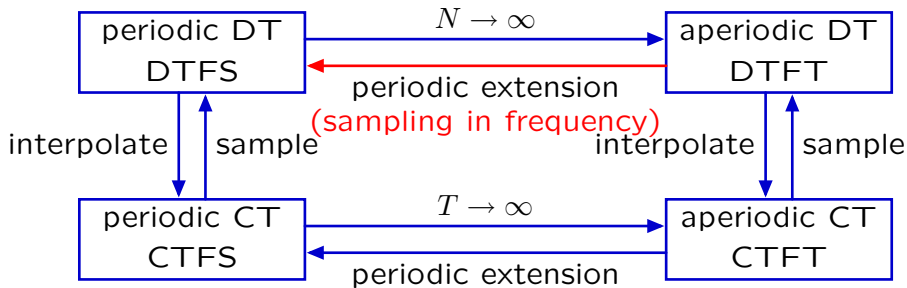 periodic DT
DTFS
N → ∞
aperiodic DT
DTFT
periodic extension
(sampling in frequency)
interpolate
sample
interpolate
sample
periodic CT
CTFS
T → ∞
aperiodic CT
CTFT
periodic extension